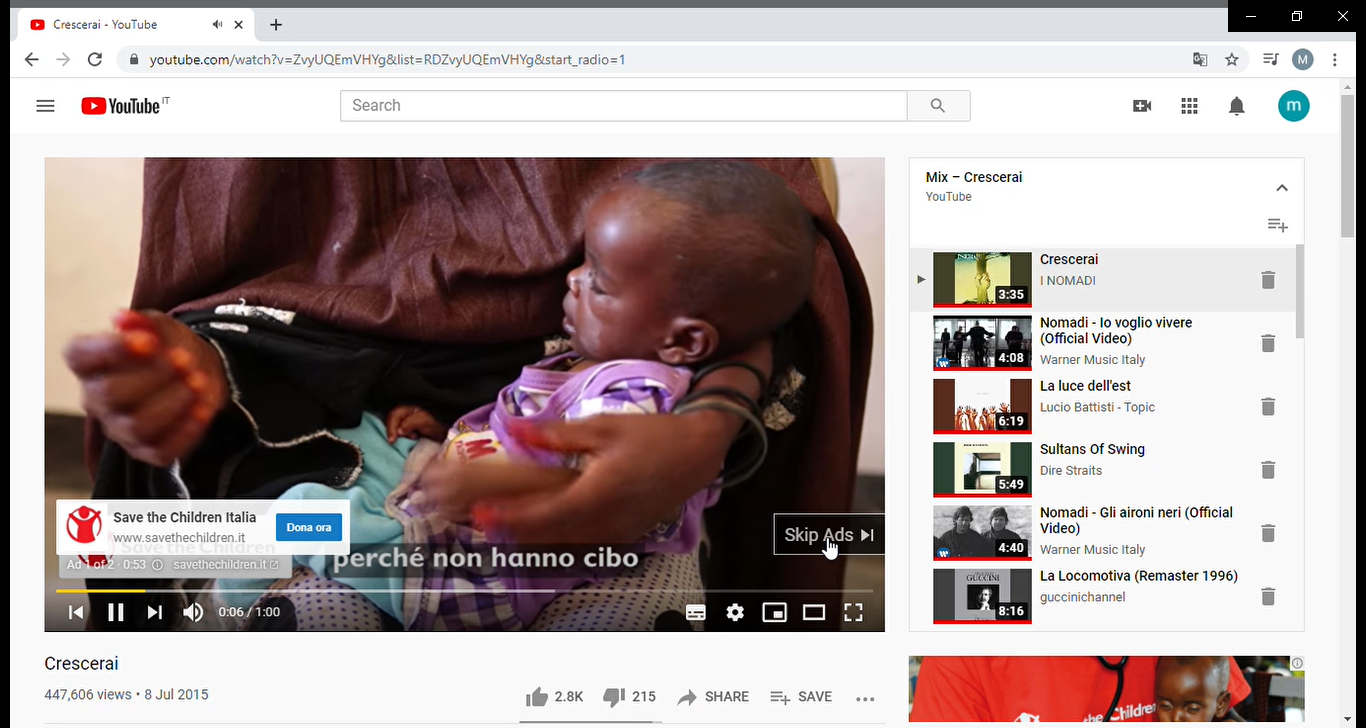 Crescerai - YouTube
youtube.com/watch?v=ZvyUQEmVHYg&list=RDZvyUQEmVHYg&start_radio=1
M
YouTube IT
Search
m
Save the Children Italia
www.savethechildren.it
Dona ora
Save the Children
Ad 1 of 2 · 0:53
savethechildren.it
perché non hanno cibo
Skip Ads
0:06 / 1:00
Crescerai
447,606 views • 8 Jul 2015
2.8K
215
SHARE
SAVE
Mix – Crescerai
YouTube
Crescerai
I NOMADI
3:35
Nomadi - Io voglio vivere
(Official Video)
Warner Music Italy
4:08
La luce dell'est
Lucio Battisti - Topic
6:19
Sultans Of Swing
Dire Straits
5:49
Nomadi - Gli aironi neri (Official
Video)
Warner Music Italy
4:40
La Locomotiva (Remaster 1996)
guccinichannel
GUCCINI
8:16